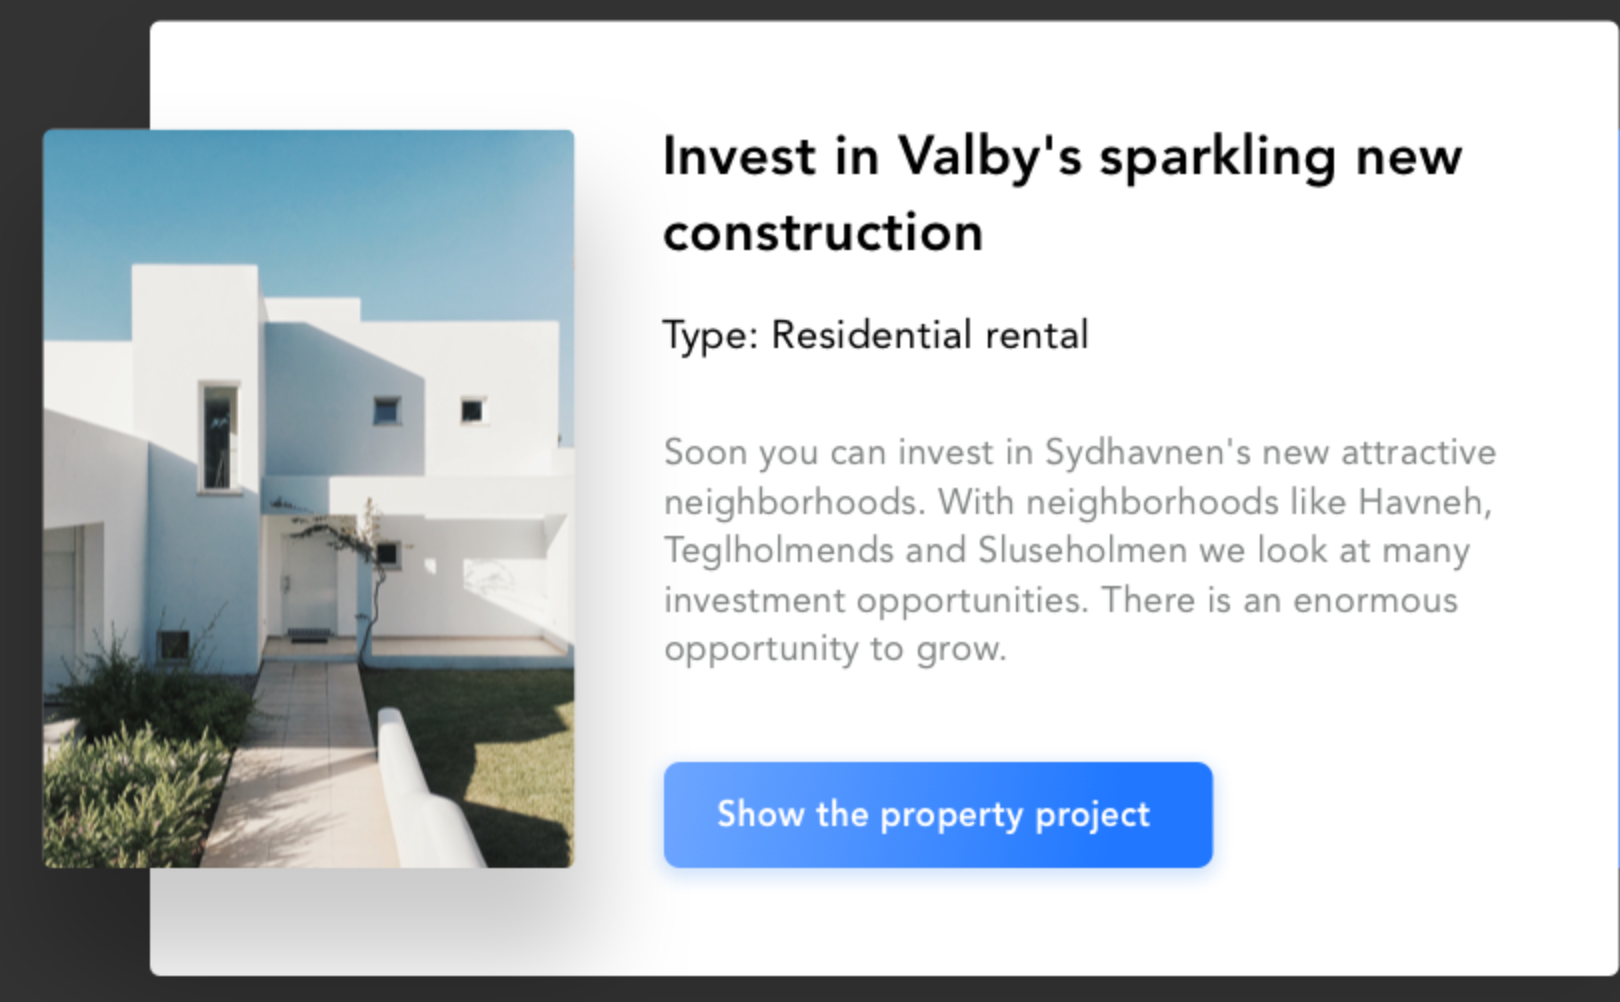 Invest in Valby's sparkling new
construction
Type: Residential rental
Soon you can invest in Sydhavnen's new attractive
neighborhoods. With neighborhoods like Havneh,
Teglholmends and Sluseholmen we look at many
investment opportunities. There is an enormous
opportunity to grow.
Show the property project